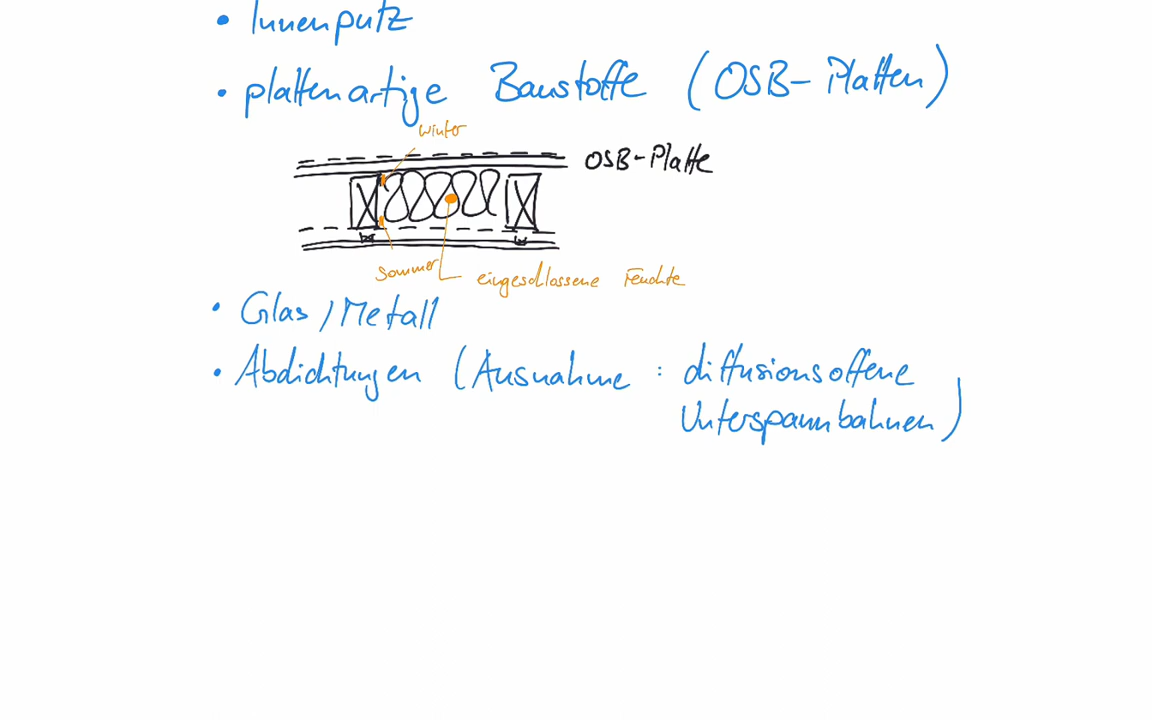 • Innenputz
• plattenartige Baustoffe (OSB-Platten)
Winter
OSB-Platte
Sommer
eingeschlossene Feuchte
• Glas/Metall
• Abdichtungen (Ausnahme: diffusionsoffene
Unterspannbahnen)